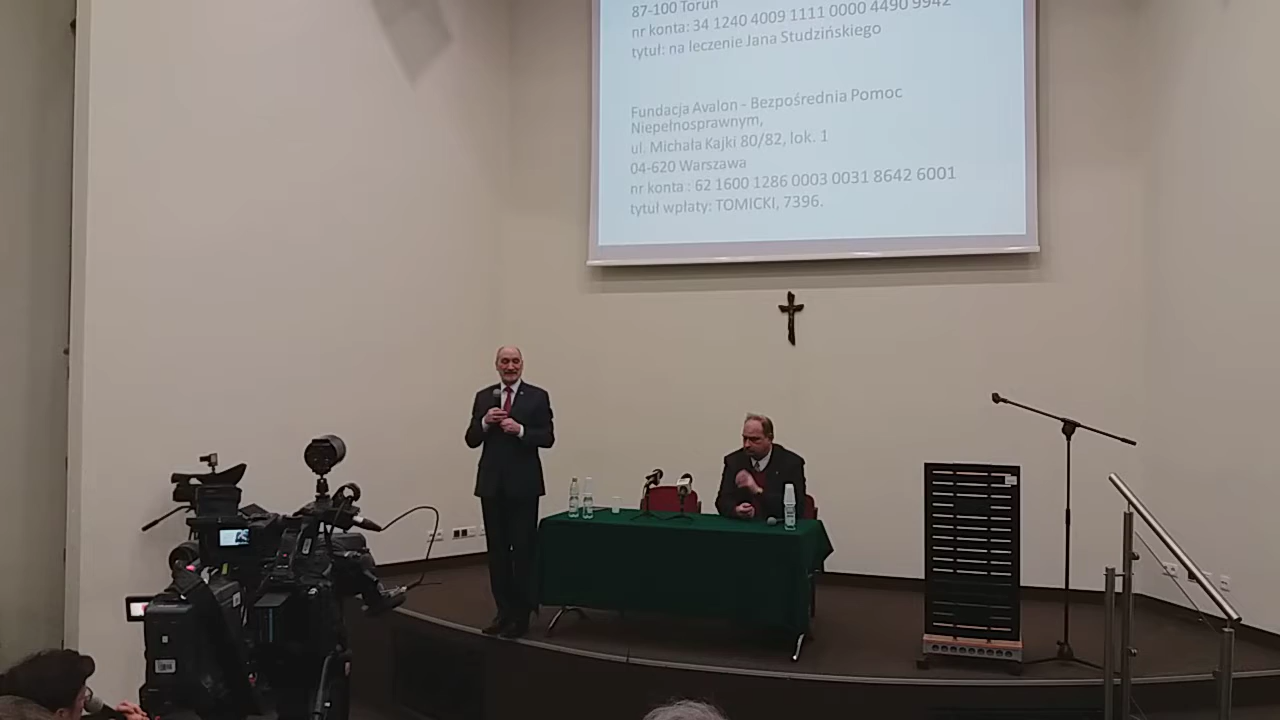 87-100 Toruń
nr konta: 34 1240 4009 1111 0000 4490 9942
tytuł: na leczenie Jana Studzińskiego
Fundacja Avalon - Bezpośrednia Pomoc
Niepełnosprawnym,
ul. Michała Kajki 80/82, lok. 1
04-620 Warszawa
nr konta : 62 1600 1286 0003 0031 8642 6001
tytuł wpłaty: TOMICKI, 7396.